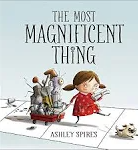 THE MOST
MAGNIFICENT
THING
ASHLEY SPIRES